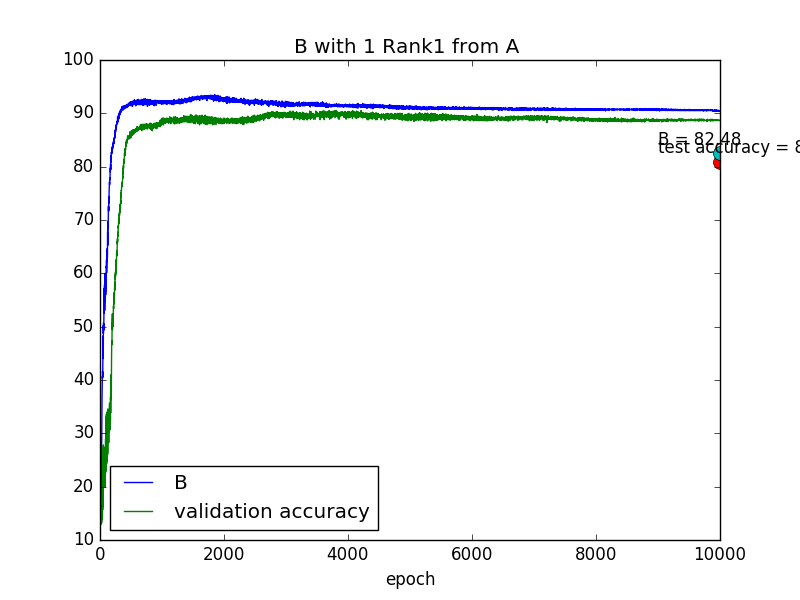 B with 1 Rank1 from A
100
90
80
70
60
50
40
30
20
10
B = 82.48
test accuracy = 8
B
validation accuracy
0
2000
4000
6000
8000
10000
epoch